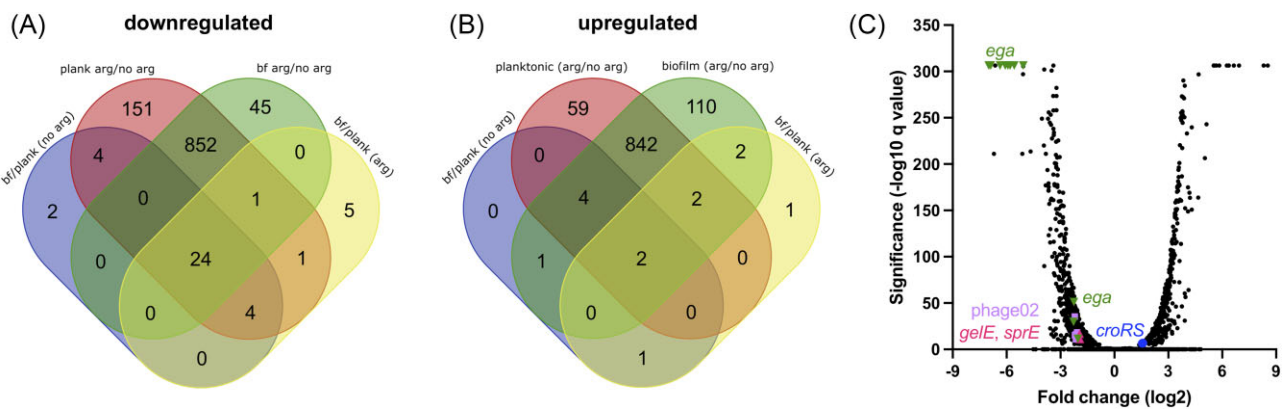 (A)
downregulated
plank arg/no arg
bf arg/no arg
bf/plank (no arg)
bf/plank (arg)
151
45
4
852
0
2
0
1
5
0
24
1
0
4
0
(B)
upregulated
planktonic (arg/no arg)
biofilm (arg/no arg)
bf/plank (no arg)
bf/plank (arg)
59
110
0
842
2
0
4
2
1
1
2
0
0
0
1
(C)
Significance (-log10 q value)
350
300
250
200
150
100
50
0
ega
ega
phage02
gelE, sprE
croRS
-9
-6
-3
0
3
6
9
Fold change (log2)